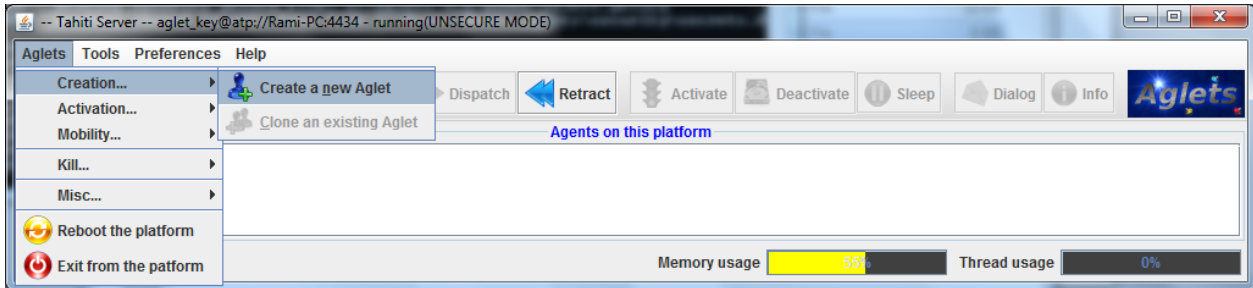 -- Tahiti Server -- aglet_key@atp://Rami-PC:4434 - running(UNSECURE MODE)
Aglets Tools Preferences Help
Creation...
Create a new Aglet
Dispatch Retract Activate Deactivate Sleep Dialog Info Aglets
Activation...
Clone an existing Aglet
Mobility...
Agents on this platform
Kill...
Misc...
Reboot the platform
Exit from the patform
Memory usage 55% Thread usage 0%